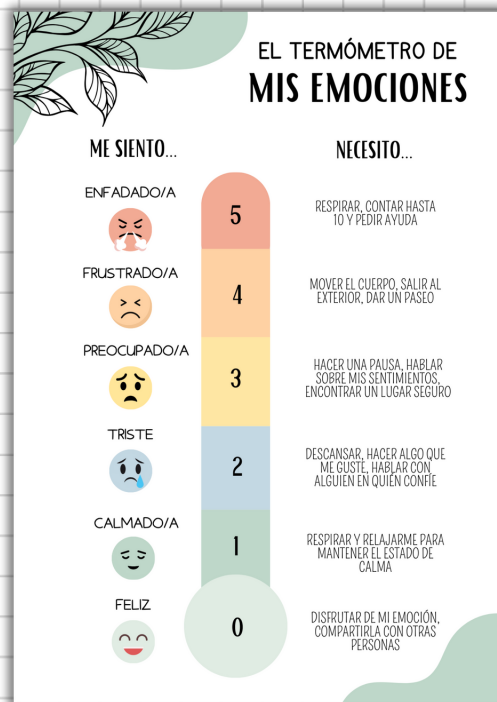 EL TERMÓMETRO DE
MIS EMOCIONES
ME SIENTO...
NECESITO...
ENFADADO/A
5
RESPIRAR, CONTAR HASTA
10 Y PEDIR AYUDA
FRUSTRADO/A
4
MOVER EL CUERPO, SALIR AL
EXTERIOR, DAR UN PASEO
PREOCUPADO/A
3
HACER UNA PAUSA, HABLAR
SOBRE MIS SENTIMIENTOS,
ENCONTRAR UN LUGAR SEGURO
TRISTE
2
DESCANSAR, HACER ALGO QUE
ME GUSTE, HABLAR CON
ALGUIEN EN QUIÉN CONFÍE
CALMADO/A
1
RESPIRAR Y RELAJARME PARA
MANTENER EL ESTADO DE
CALMA
FELIZ
0
DISFRUTAR DE MI EMOCIÓN,
COMPARTIRLA CON OTRAS
PERSONAS